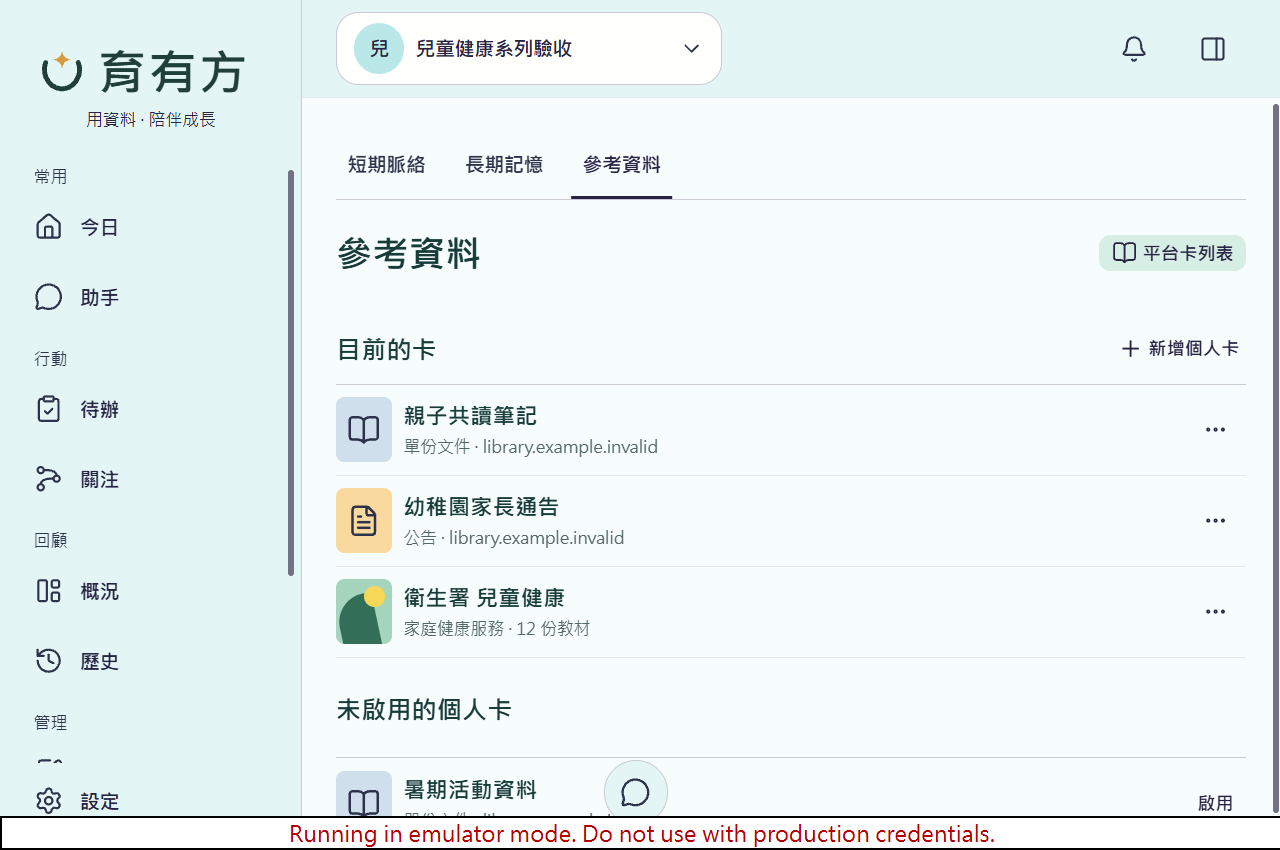 育有方
用資料 · 陪伴成長
常用
今日
助手
行動
待辦
關注
回顧
概況
歷史
管理
設定
兒 兒童健康系列驗收
短期脈絡 長期記憶 參考資料
參考資料
平台卡列表
目前的卡
新增個人卡
親子共讀筆記
單份文件 · library.example.invalid
幼稚園家長通告
公告 · library.example.invalid
衛生署 兒童健康
家庭健康服務 · 12 份教材
未啟用的個人卡
暑期活動資料
啟用
Running in emulator mode. Do not use with production credentials.